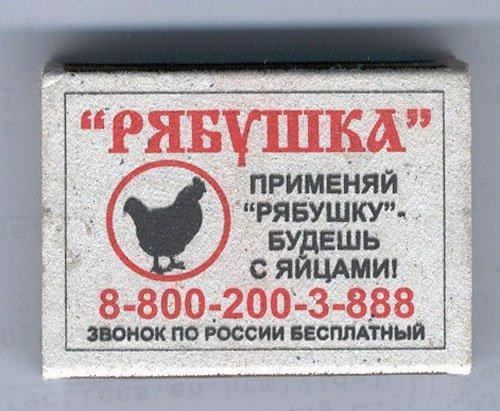 "РЯБУШКА"
ПРИМЕНЯЙ
"РЯБУШКУ"-
БУДЕШЬ
С ЯЙЦАМИ!
8-800-200-3-888
ЗВОНОК ПО РОССИИ БЕСПЛАТНЫЙ